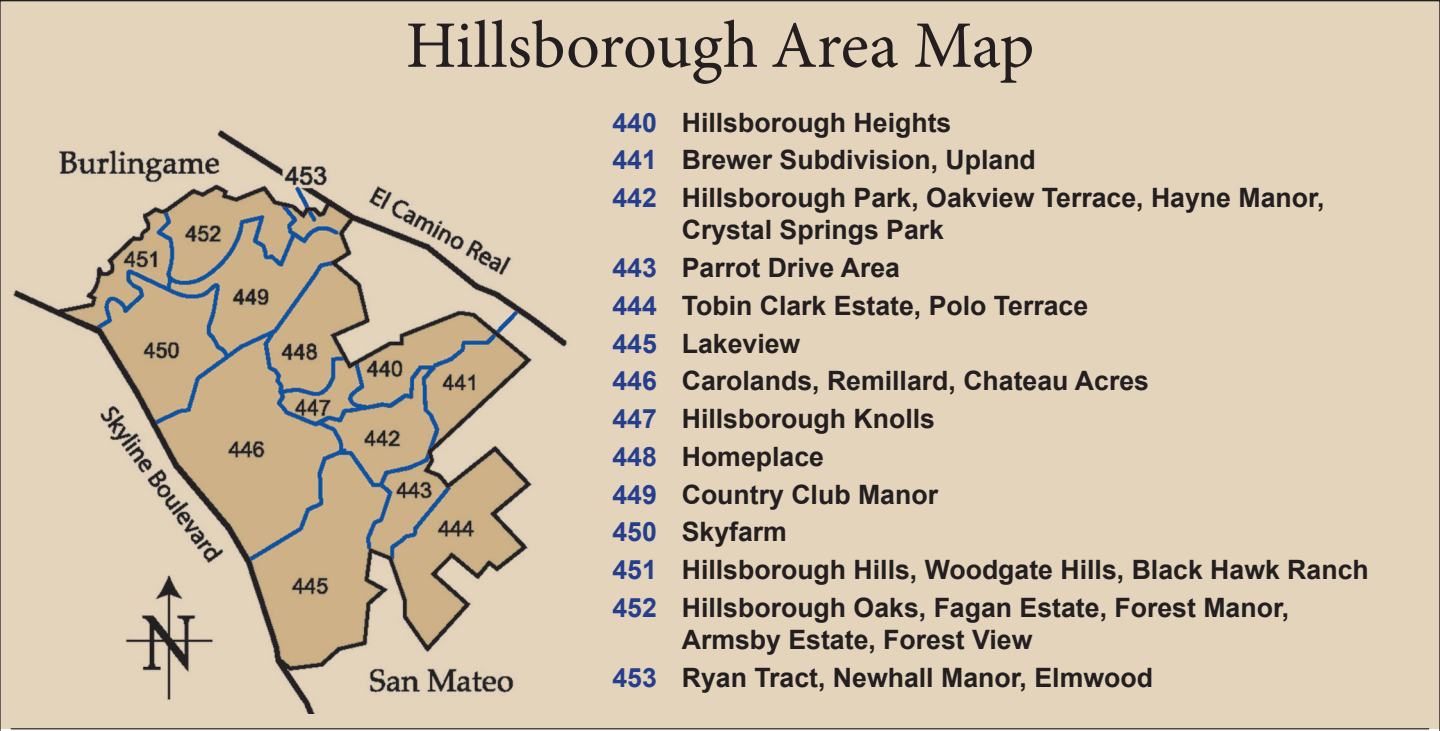 Hillsborough Area Map
Burlingame
453
El Camino Real
452
451
449
450
448
440
441
447
442
446
443
444
445
Skyline Boulevard
N
San Mateo
440 Hillsborough Heights
441 Brewer Subdivision, Upland
442 Hillsborough Park, Oakview Terrace, Hayne Manor,
Crystal Springs Park
443 Parrot Drive Area
444 Tobin Clark Estate, Polo Terrace
445 Lakeview
446 Carolands, Remillard, Chateau Acres
447 Hillsborough Knolls
448 Homeplace
449 Country Club Manor
450 Skyfarm
451 Hillsborough Hills, Woodgate Hills, Black Hawk Ranch
452 Hillsborough Oaks, Fagan Estate, Forest Manor,
Armsby Estate, Forest View
453 Ryan Tract, Newhall Manor, Elmwood